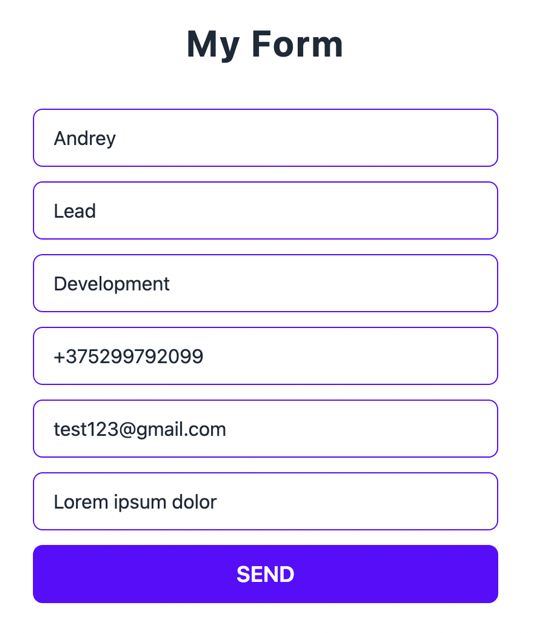 My Form
Andrey
Lead
Development
+375299792099
test123@gmail.com
Lorem ipsum dolor
SEND